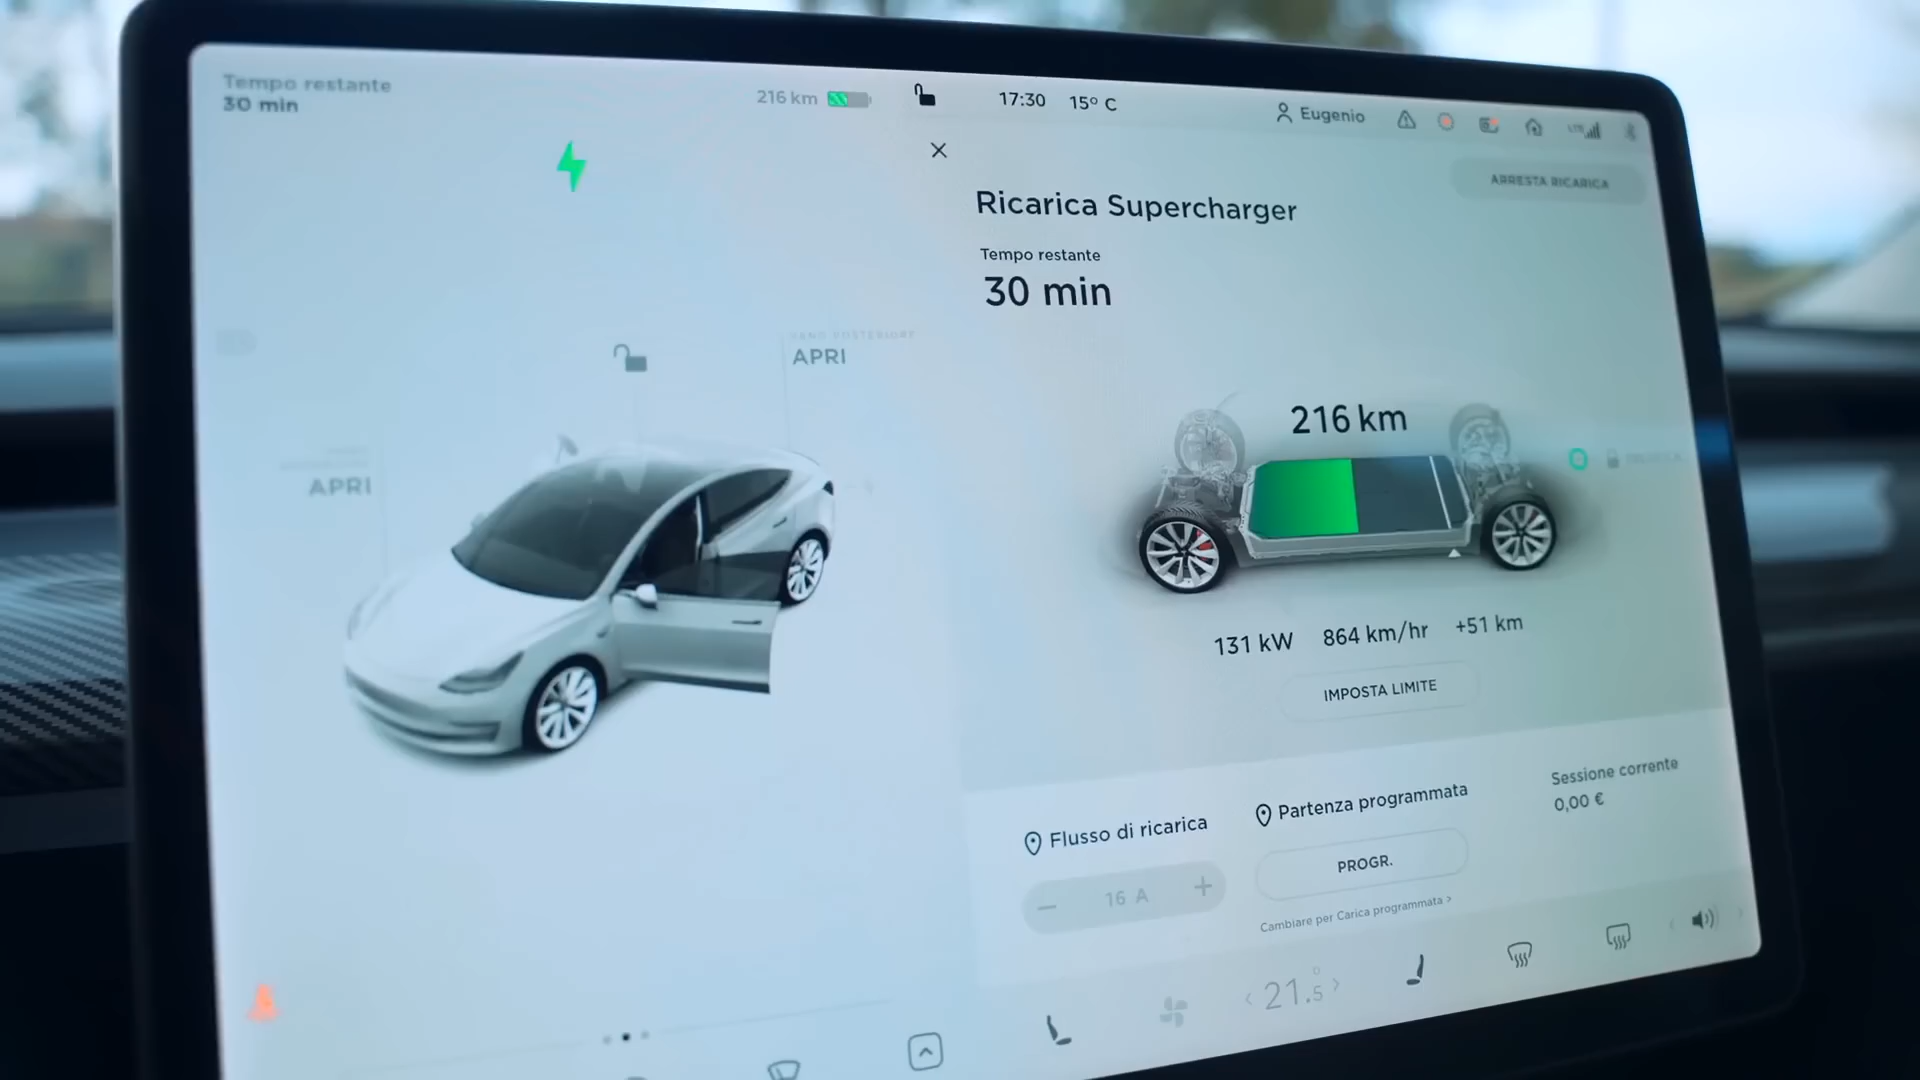 Tempo restante
30 min
216 km
17:30
15° C
Eugenio
LTE
ARRESTA RICARICA
Ricarica Supercharger
Tempo restante
30 min
APRI
APRI
216 km
131 kW
864 km/hr
+51 km
IMPOSTA LIMITE
Flusso di ricarica
16 A
Partenza programmata
PROGR.
Cambiare per Carica programmata >
Sessione corrente
0,00 €
21.5°